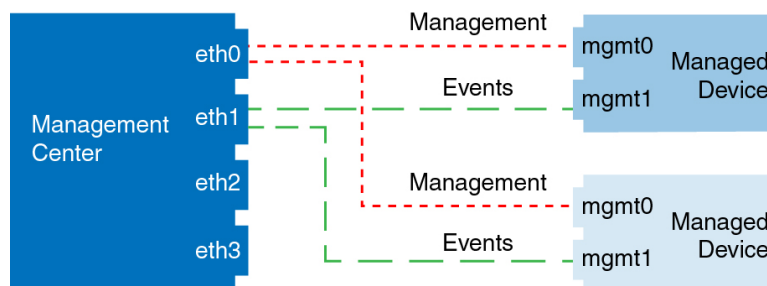 Management
eth0
mgmt0
Managed
Device
Events
mgmt1
eth1
Management
Center
eth2
Management
mgmt0
Managed
Device
eth3
Events
mgmt1